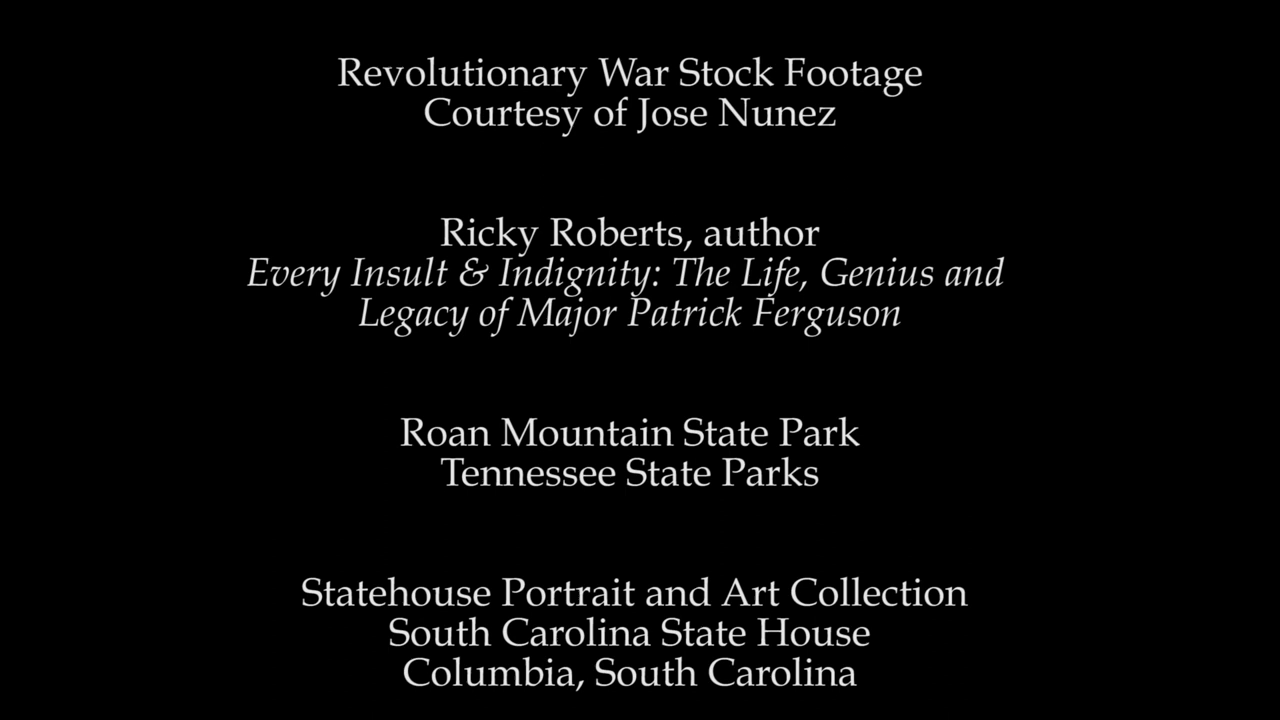 Revolutionary War Stock Footage
Courtesy of Jose Nunez
Ricky Roberts, author
Every Insult & Indignity: The Life, Genius and
Legacy of Major Patrick Ferguson
Roan Mountain State Park
Tennessee State Parks
Statehouse Portrait and Art Collection
South Carolina State House
Columbia, South Carolina